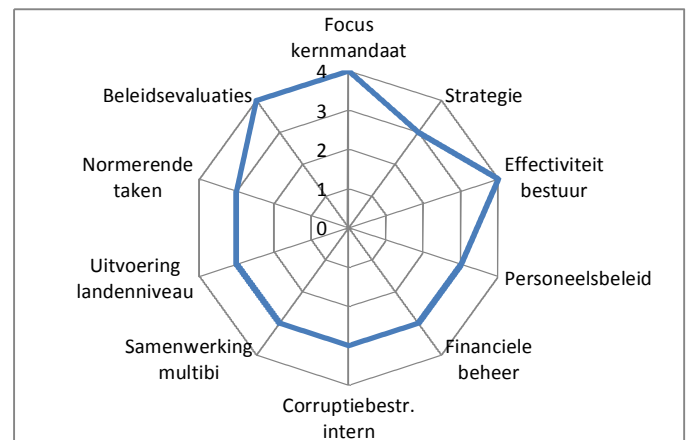 Focus
kernmandaat
Strategie
Effectiviteit
bestuur
Personeelsbeleid
Financiele
beheer
Corruptiebestr.
intern
Samenwerking
multibi
Uitvoering
landenniveau
Normerende
taken
Beleidsevaluaties
4
3
2
1
0